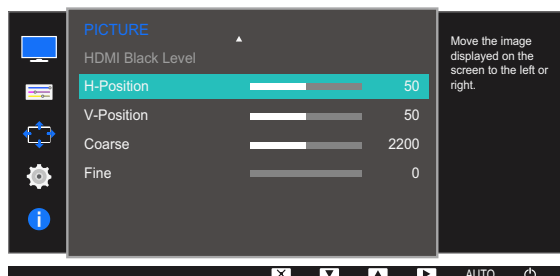 PICTURE
HDMI Black Level
H-Position 50
V-Position 50
Coarse 2200
Fine 0
Move the image
displayed on the
screen to the left or
right.
AUTO